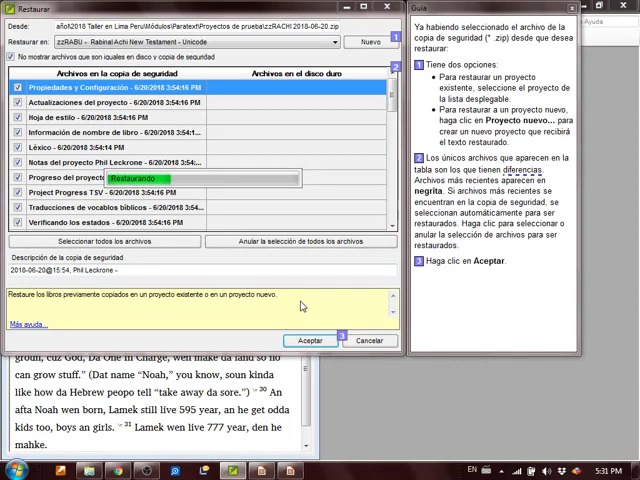 Restaurar
Desde:
añol\2018 Taller en Lima Peru\Módulos\Paratext\Proyectos de prueba\zzRACHI 2018-06-20.zip
Restaurar en:
zzRABU - Rabinal Achi New Testament - Unicode
Nuevo
1
No mostrar archivos que son iguales en disco y copia de seguridad)
2
Archivos en la copia de seguridad
Archivos en el disco duro
Propiedades y Configuración - 6/20/2018 3:54:16 PM
Actualizaciones del proyecto - 6/20/2018 3:54:16 PM
Hoja de estilo - 6/20/2018 3:54:16 PM
Información de nombre de libro - 6/20/2018 3:54:1...
Léxico - 6/20/2018 3:54:14 PM
Notas del proyecto Phil Leckrone - 6/20/2018 3:54...
Progreso del proyecto
Restaurando
Project Progress TSV - 6/20/2018 3:54:16 PM
Traducciones de vocablos bíblicos - 6/20/2018 3:5...
Verificando los estados - 6/20/2018 3:54:16 PM
Seleccionar todos los archivos
Anular la selección de todos los archivos
Descripción de la copia de seguridad
2018-06-20@15:54, Phil Leckrone -
Restaure los libros previamente copiados en un proyecto existente o en un proyecto nuevo.
Más ayuda...
Aceptar
3
Cancelar
Guia
Ya habiendo seleccionado el archivo de
la copia de seguridad (* .zip) desde que desea
restaurar:
1 Tiene dos opciones:
• Para restaurar un proyecto
existente, seleccione el proyecto de
la lista desplegable.
• Para restaurar a un proyecto nuevo,
haga clic en Proyecto nuevo... para
crear un nuevo proyecto que recibirá
el texto restaurado.
2 Los únicos archivos que aparecen en la
tabla son los que tienen diferencias.
Archivos más recientes aparecen en
negrita. Si archivos más recientes se
encuentran en la copia de seguridad, se
seleccionan automáticamente para ser
restaurados. Haga clic para seleccionar o
anular la selección de archivos para ser
restaurados.
3 Haga clic en Aceptar.
Ayuda
groun, cuz God, Da One in Charge, wen make da land so no
can grow stuff." (Dat name "Noah," you know, soun kinda
like how da Hebrew peopo tell "take away da sore.") 30 An
afta Noah wen born, Lamek still live 595 year, an he get odda
kids too, boys an girls. 31 Lamek wen live 777 year, den he
mahke.
EN
5:31 PM